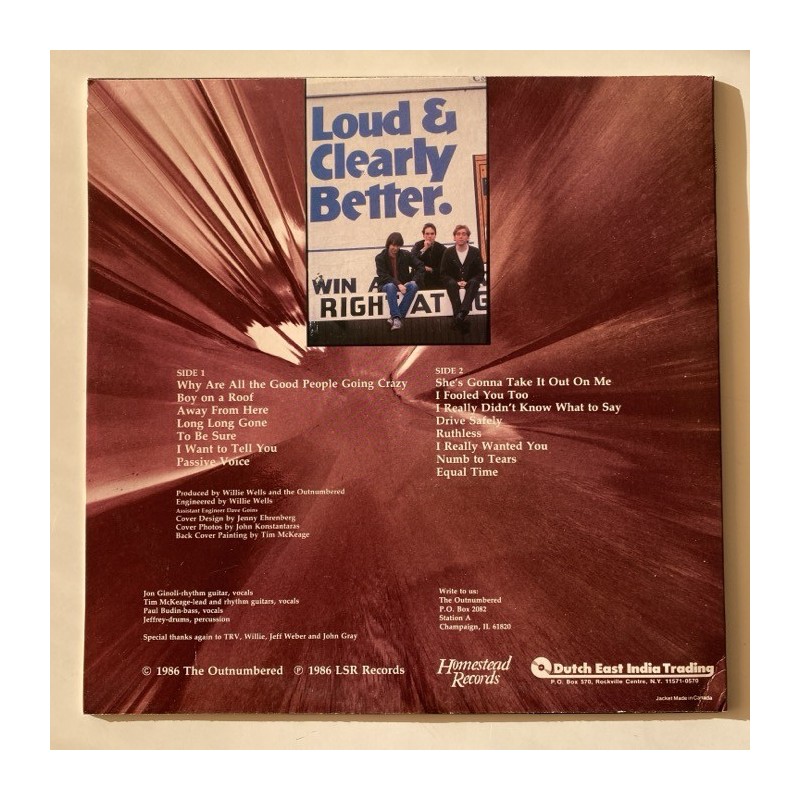 Loud &
Clearly
Better.
WIN A
RIGHT AT G
SIDE 1
Why Are All the Good People Going Crazy
Boy on a Roof
Away From Here
Long Long Gone
To Be Sure
I Want to Tell You
Passive Voice
SIDE 2
She's Gonna Take It Out On Me
I Fooled You Too
I Really Didn't Know What to Say
Drive Safely
Ruthless
I Really Wanted You
Numb to Tears
Equal Time
Produced by Willie Wells and the Outnumbered
Engineered by Willie Wells
Assistant Engineer Dave Goins
Cover Design by Jenny Ehrenberg
Cover Photos by John Konstantaras
Back Cover Painting by Tim McKeage
Jon Ginoli-rhythm guitar, vocals
Tim McKeage-lead and rhythm guitars, vocals
Paul Budin-bass, vocals
Jeffrey-drums, percussion
Special thanks again to TRV, Willie, Jeff Weber and John Gray
Write to us:
The Outnumbered
P.O. Box 2082
Station A
Champaign, IL 61820
© 1986 The Outnumbered ℗ 1986 LSR Records
Homestead
Records
Dutch East India Trading
P.O. Box 570, Rockville Centre, N.Y. 11571-0570
Jacket Made in Canada